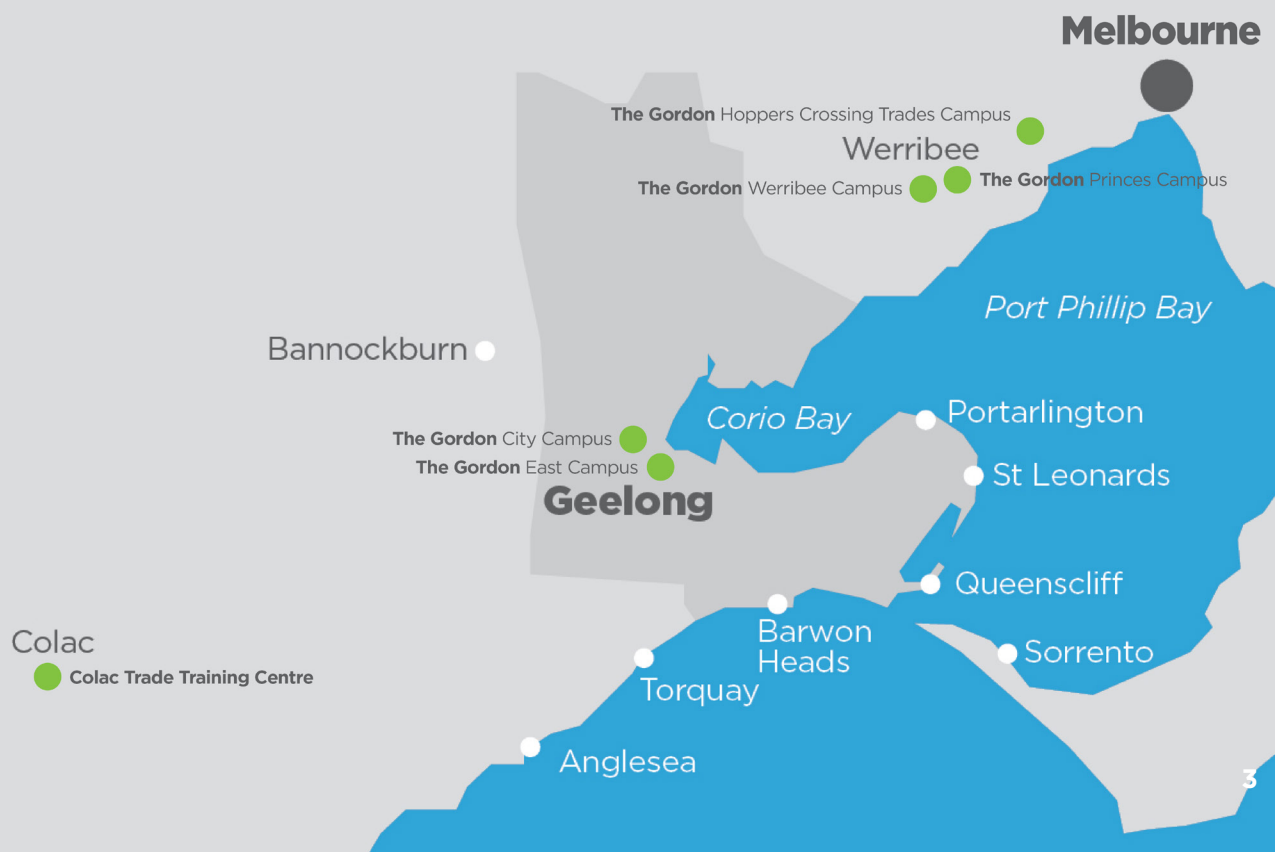 Melbourne
The Gordon Hoppers Crossing Trades Campus
Werribee
The Gordon Werribee Campus
The Gordon Princes Campus
Port Phillip Bay
Bannockburn
Corio Bay
Portarlington
The Gordon City Campus
The Gordon East Campus
St Leonards
Geelong
Queenscliff
Barwon
Heads
Colac
Sorrento
Colac Trade Training Centre
Torquay
Anglesea
3